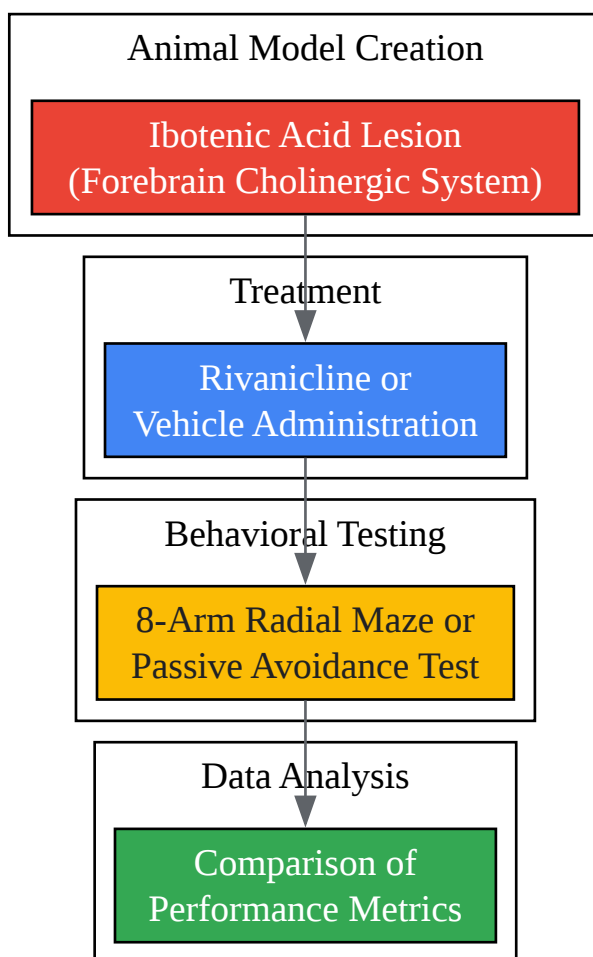 Animal Model Creation
Ibotenic Acid Lesion
(Forebrain Cholinergic System)
Treatment
Rivanicline or
Vehicle Administration
Behavioral Testing
8-Arm Radial Maze or
Passive Avoidance Test
Data Analysis
Comparison of
Performance Metrics